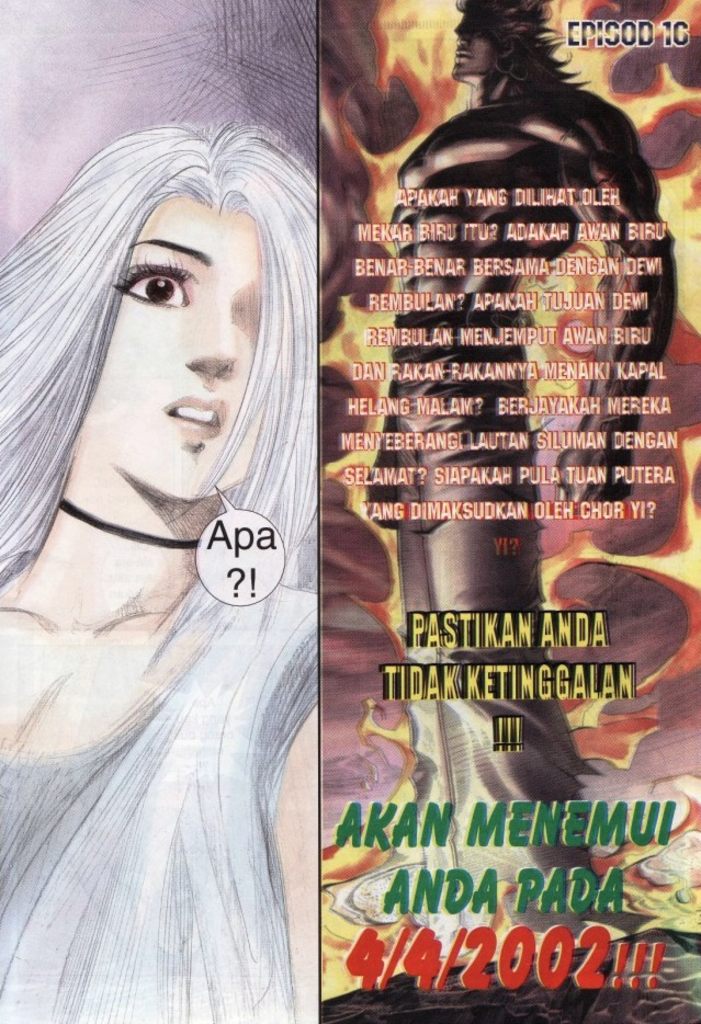 Apa
?!
EPISOD 16
APAKAH YANG DILIHAT OLEH
MEKAR BIRU ITU? ADAKAH AWAN BIRU
BENAR-BENAR BERSAMA DENGAN DEWI
REMBULAN? APAKAH TUJUAN DEWI
REMBULAN MENJEMPUT AWAN BIRU
DAN RAKAN-RAKANNYA MENAIKI KAPAL
HELANG MALAM? BERJAYAKAH MEREKA
MENYEBERANGI LAUTAN SILUMAN DENGAN
SELAMAT? SIAPAKAH PULA TUAN PUTERA
YANG DIMAKSUDKAN OLEH CHOR YI?
YI?
PASTIKAN ANDA
TIDAK KETINGGALAN
!!!!
AKAN MENEMUI
ANDA PADA
4/4/2002!!!